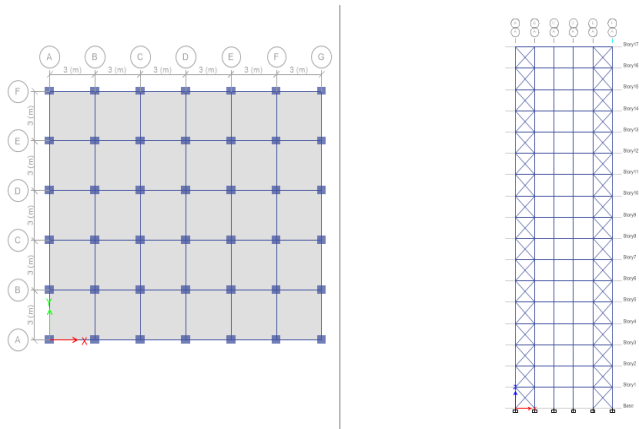 A B C D E F G
3 (m) 3 (m) 3 (m) 3 (m) 3 (m) 3 (m)
F
3 (m)
E
3 (m)
D
3 (m)
C
3 (m)
B
3 (m)
A
Y
X
Story17
Story16
Story15
Story14
Story13
Story12
Story11
Story10
Story9
Story8
Story7
Story6
Story5
Story4
Story3
Story2
Story1
Z
Base